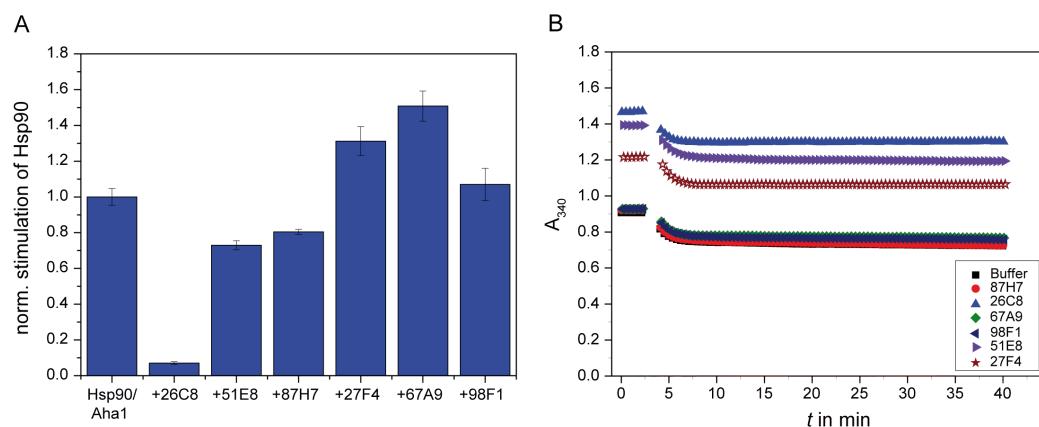 A
norm. stimulation of Hsp90
1.8
1.6
1.4
1.2
1.0
0.8
0.6
0.4
0.2
0.0
Hsp90/ +26C8 +51E8 +87H7 +27F4 +67A9 +98F1
Aha1
B
A340
1.8
1.6
1.4
1.2
1.0
0.8
0.6
0.4
0.2
0.0
0 5 10 15 20 25 30 35 40
t in min
Buffer
87H7
26C8
67A9
98F1
51E8
27F4